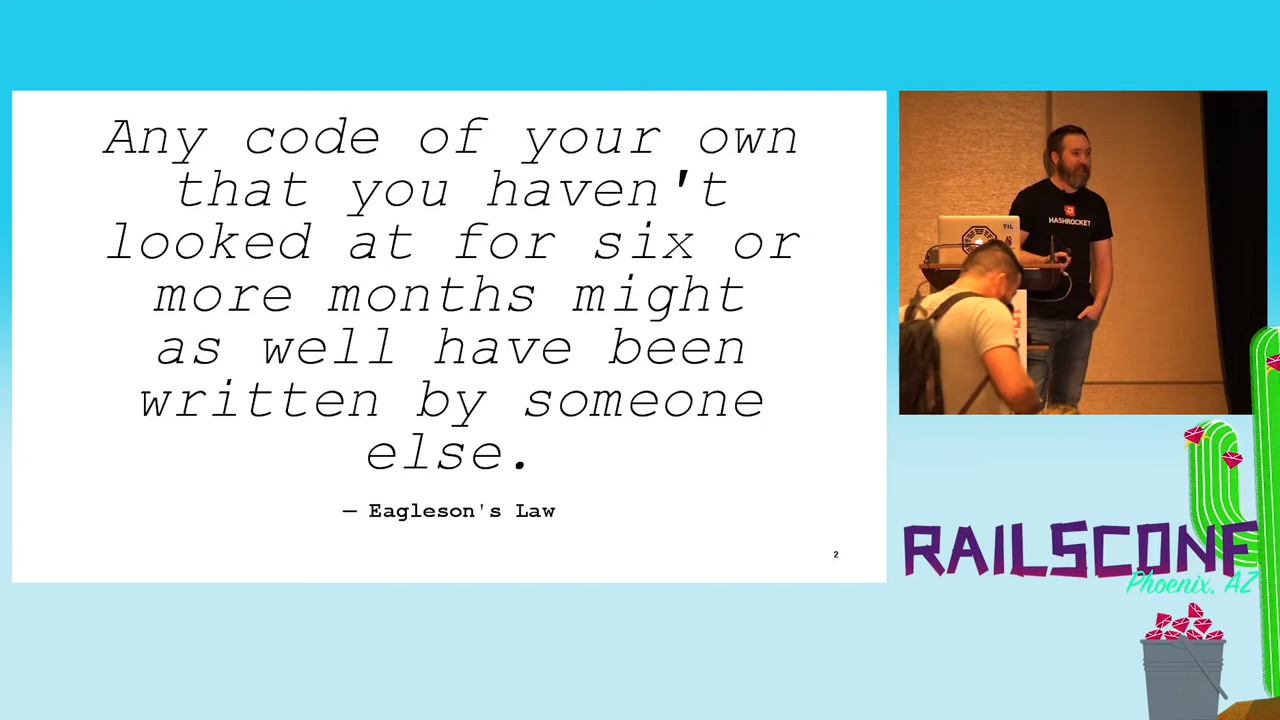 Any code of your own
that you haven't
looked at for six or
more months might
as well have been
written by someone
else.
— Eagleson's Law
2
TIL
HASHROCKET
RAILSCONF
Phoenix, AZ